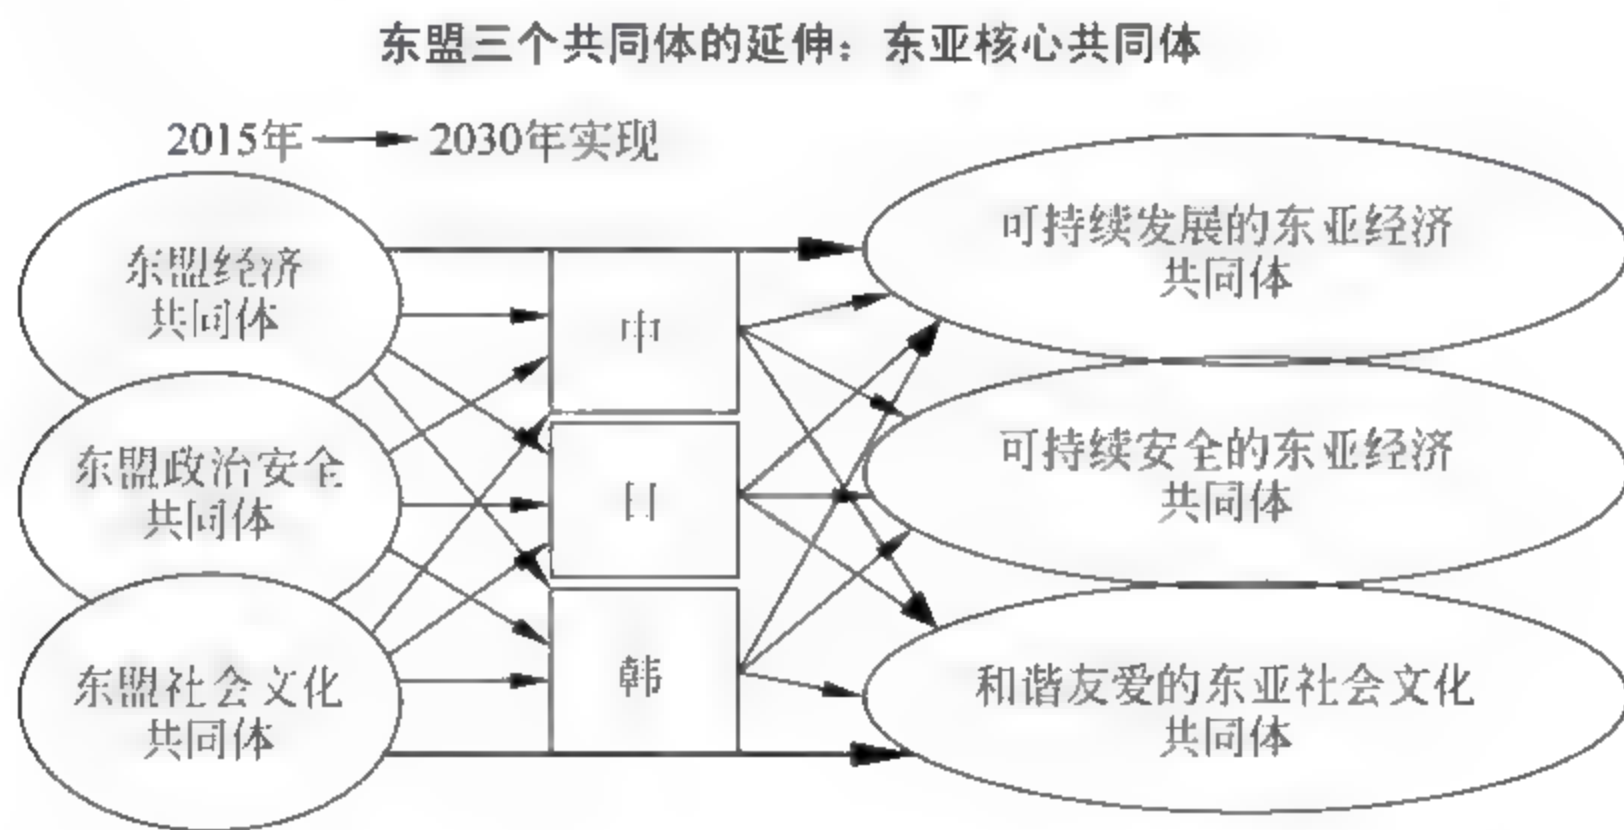 东盟三个共同体的延伸：东亚核心共同体
2015年 2030年实现
东盟经济
共同体
东盟政治安全
共同体
东盟社会文化
共同体
中
日
韩
可持续发展的东亚经济
共同体
可持续安全的东亚经济
共同体
和谐友爱的东亚社会文化
共同体